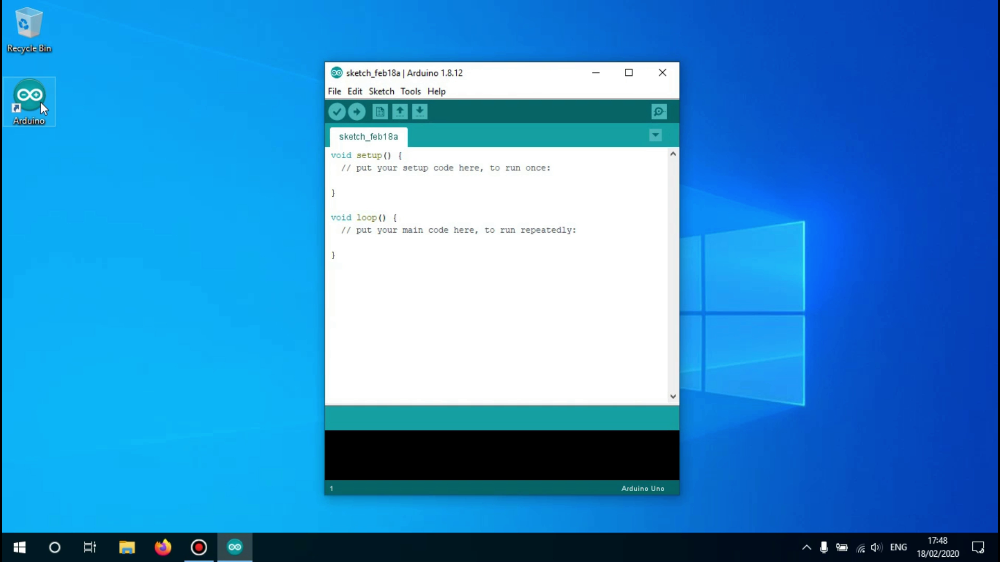 Recycle Bin
Arduino
sketch_feb18a | Arduino 1.8.12
File Edit Sketch Tools Help
sketch_feb18a
void setup() {
  // put your setup code here, to run once:

}

void loop() {
  // put your main code here, to run repeatedly:

}
1
Arduino Uno
ENG
17:48
18/02/2020